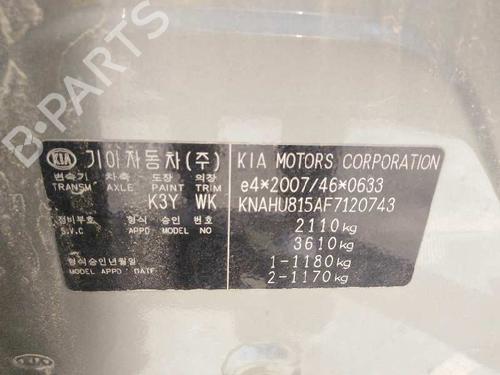 B-PARTS
KIA 기아자동차(주)
변속기 차축 도장 의장
TRANSM AXLE PAINT TRIM
K3Y WK
정비부호 형식 승인 번호
S.V.C APPD MODEL NO
형식승인년월일
MODEL APPD. DATE
KIA MOTORS CORPORATION
e4*2007/46*0633
KNAHU815AF7120743
2110kg
3610kg
1-1180kg
2-1170kg